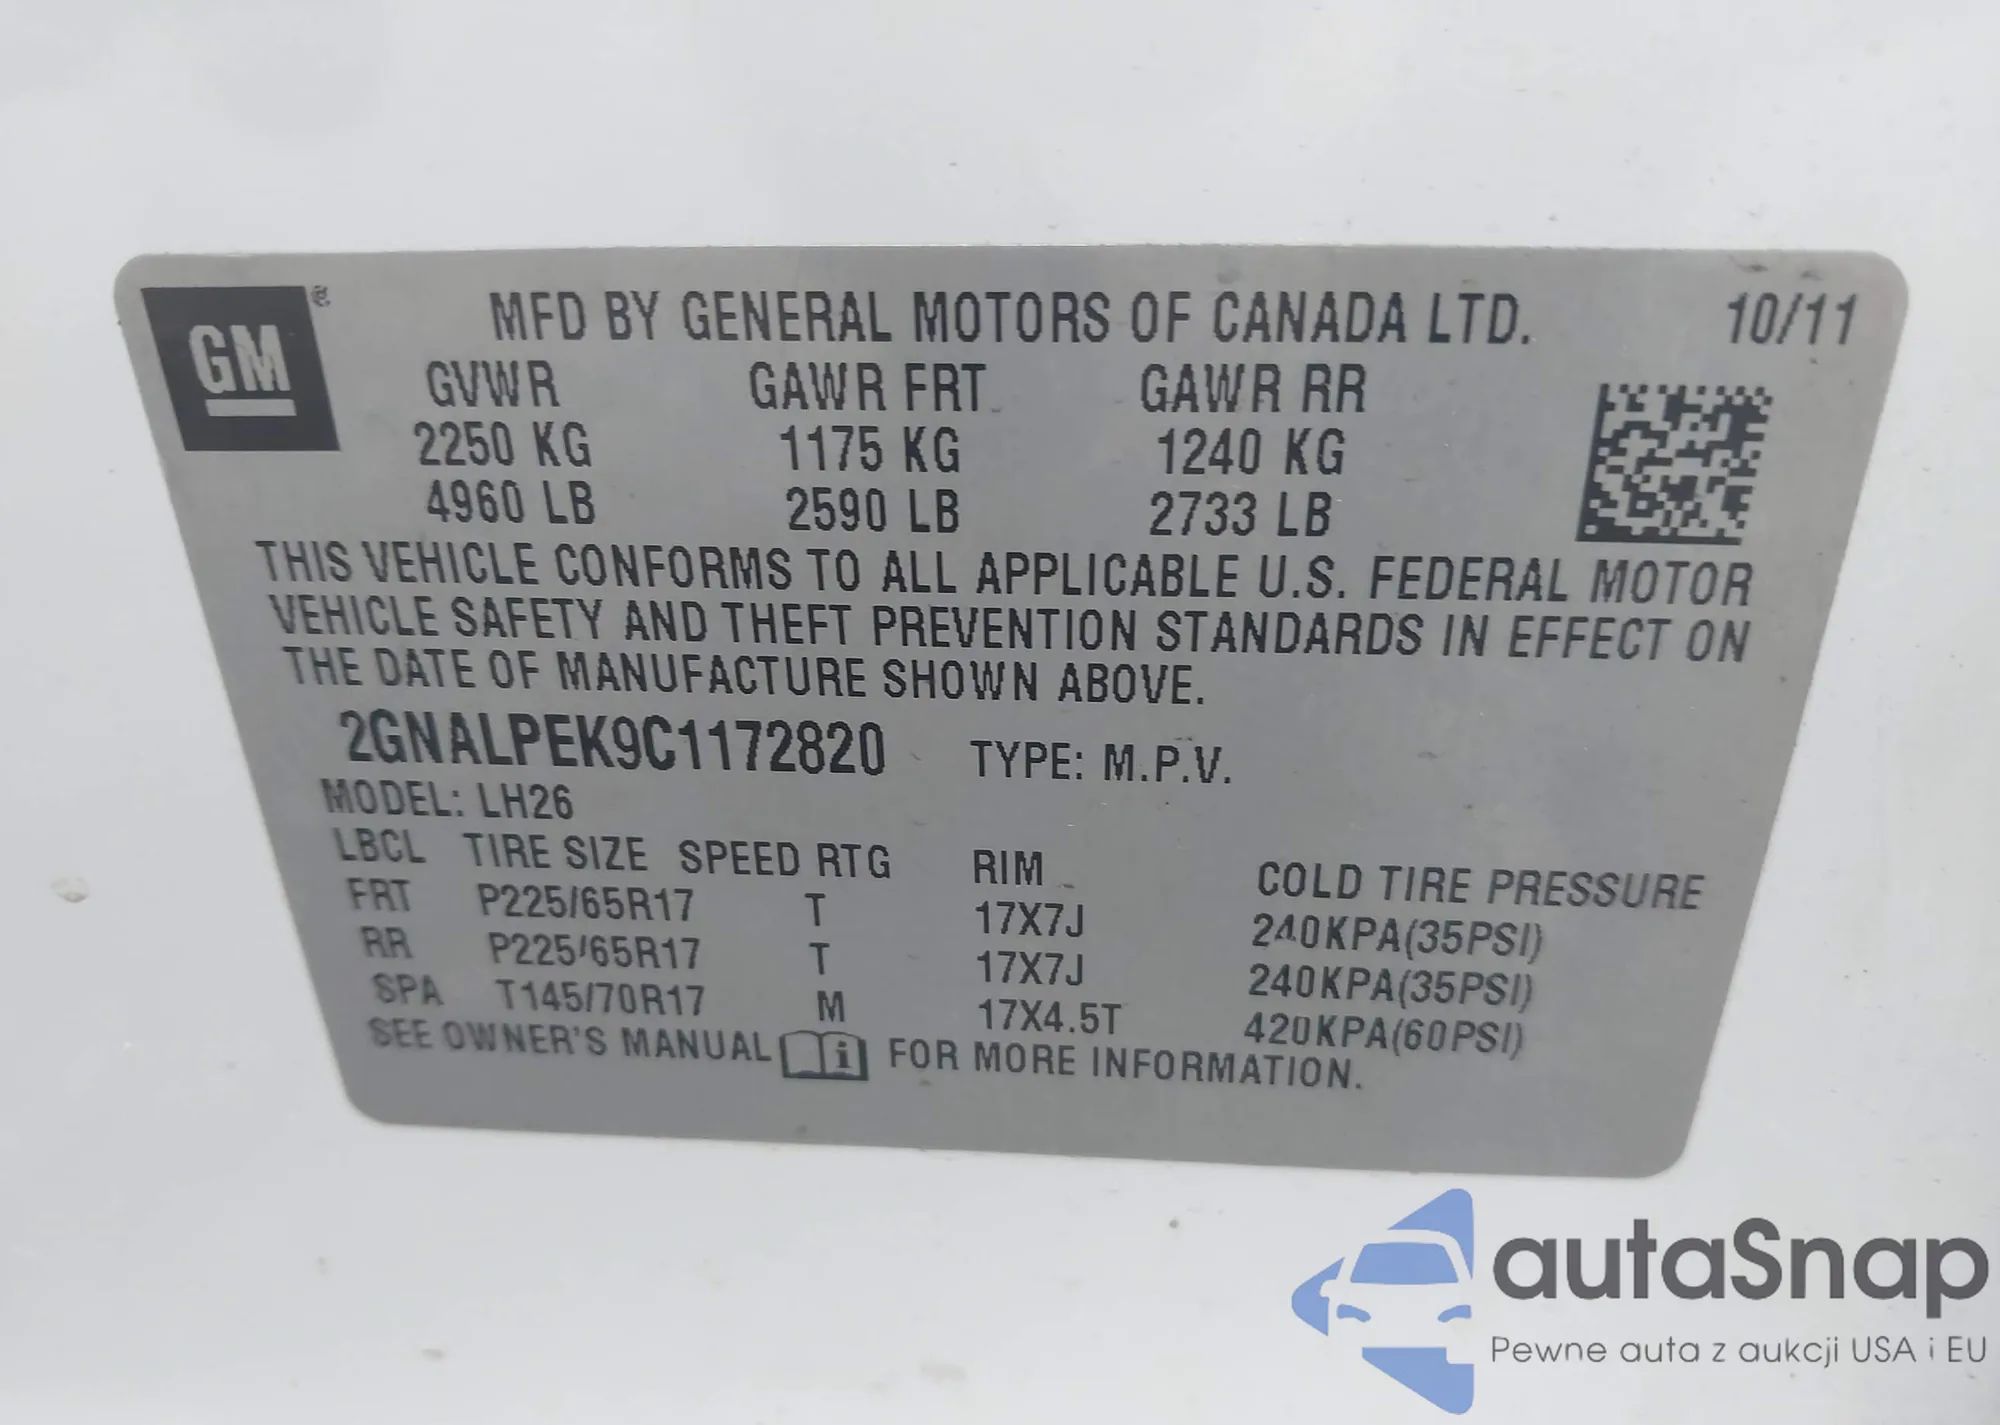 GM ®
MFD BY GENERAL MOTORS OF CANADA LTD. 10/11
GVWR GAWR FRT GAWR RR
2250 KG 1175 KG 1240 KG
4960 LB 2590 LB 2733 LB
THIS VEHICLE CONFORMS TO ALL APPLICABLE U.S. FEDERAL MOTOR
VEHICLE SAFETY AND THEFT PREVENTION STANDARDS IN EFFECT ON
THE DATE OF MANUFACTURE SHOWN ABOVE.
2GNALPEK9C1172820 TYPE: M.P.V.
MODEL: LH26
LBCL TIRE SIZE SPEED RTG RIM COLD TIRE PRESSURE
FRT P225/65R17 T 17X7J 240KPA(35PSI)
RR P225/65R17 T 17X7J 240KPA(35PSI)
SPA T145/70R17 M 17X4.5T 420KPA(60PSI)
SEE OWNER'S MANUAL i FOR MORE INFORMATION.
autaSnap
Pewne auta z aukcji USA i EU